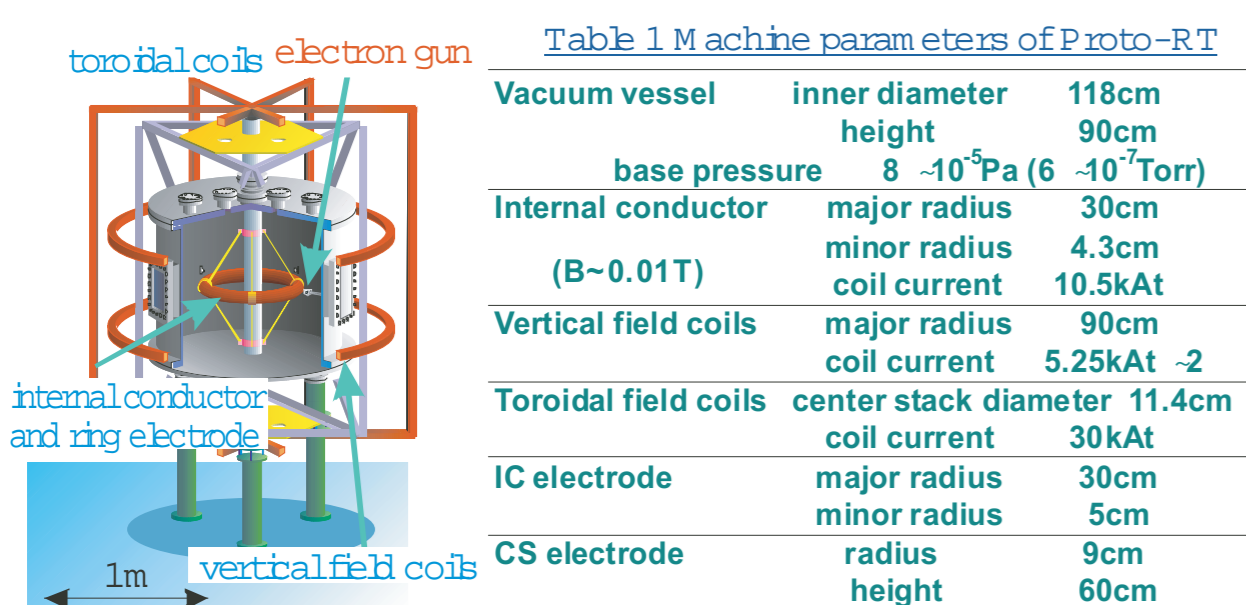 toroidal coils
electron gun
internal conductor
and ring electrode
vertical field coils
1m
Table 1 Machine parameters of Proto-RT
Vacuum vessel inner diameter 118cm
height 90cm
base pressure 8 ~10⁻⁵Pa (6 ~10⁻⁷Torr)
Internal conductor major radius 30cm
minor radius 4.3cm
(B~0.01T)
coil current 10.5kAt
Vertical field coils major radius 90cm
coil current 5.25kAt ~2
Toroidal field coils center stack diameter 11.4cm
coil current 30kAt
IC electrode major radius 30cm
minor radius 5cm
CS electrode radius 9cm
height 60cm